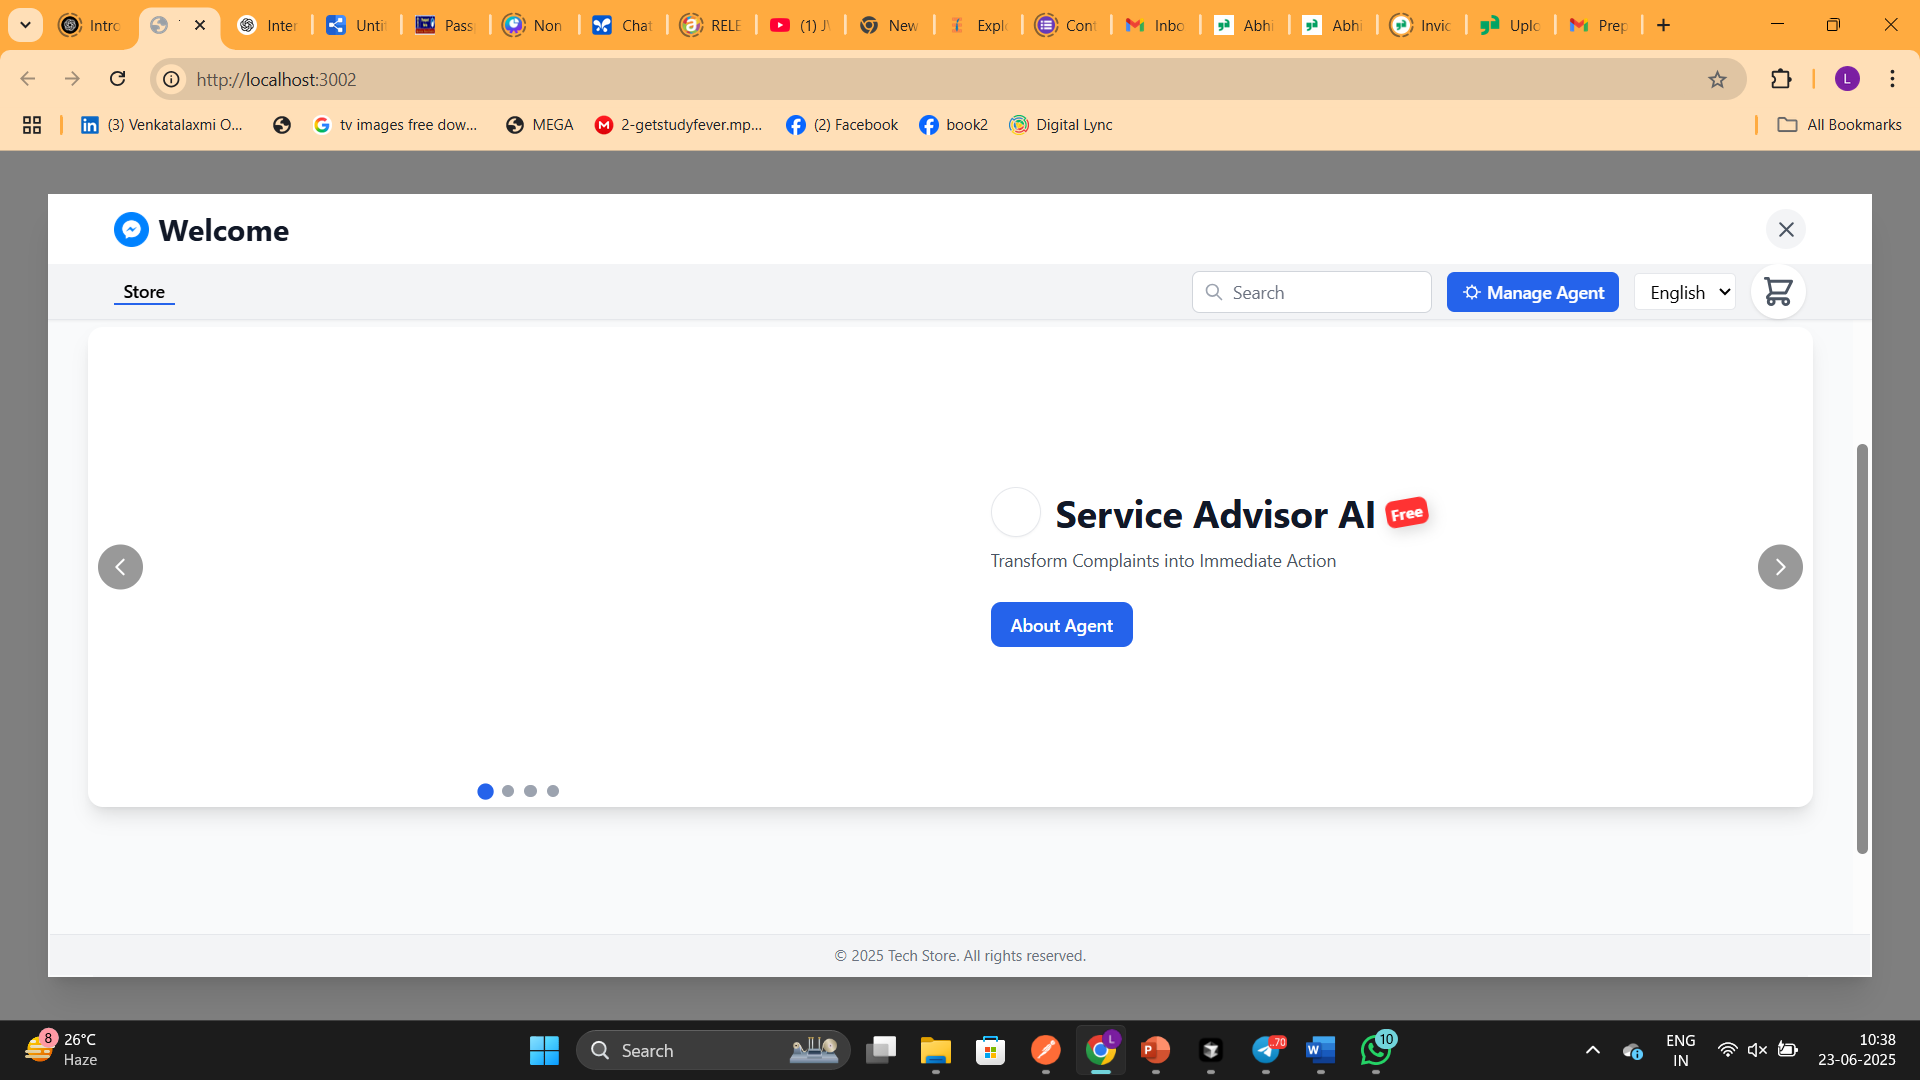 Intro
Inter
Untit
Pass
Non
Chat
RELE
(1) J
New
Explo
Cont
Inbo
Abhi
Abhi
Invic
Uplo
Prep
http://localhost:3002
L
(3) Venkatalaxmi O...
tv images free dow...
MEGA
2-getstudyfever.mp...
(2) Facebook
book2
Digital Lync
All Bookmarks
Welcome
Store
Search
Manage Agent
English
Service Advisor AI Free
Transform Complaints into Immediate Action
About Agent
© 2025 Tech Store. All rights reserved.
8
26°C
Haze
Search
L
70
10
ENG
IN
10:38
23-06-2025